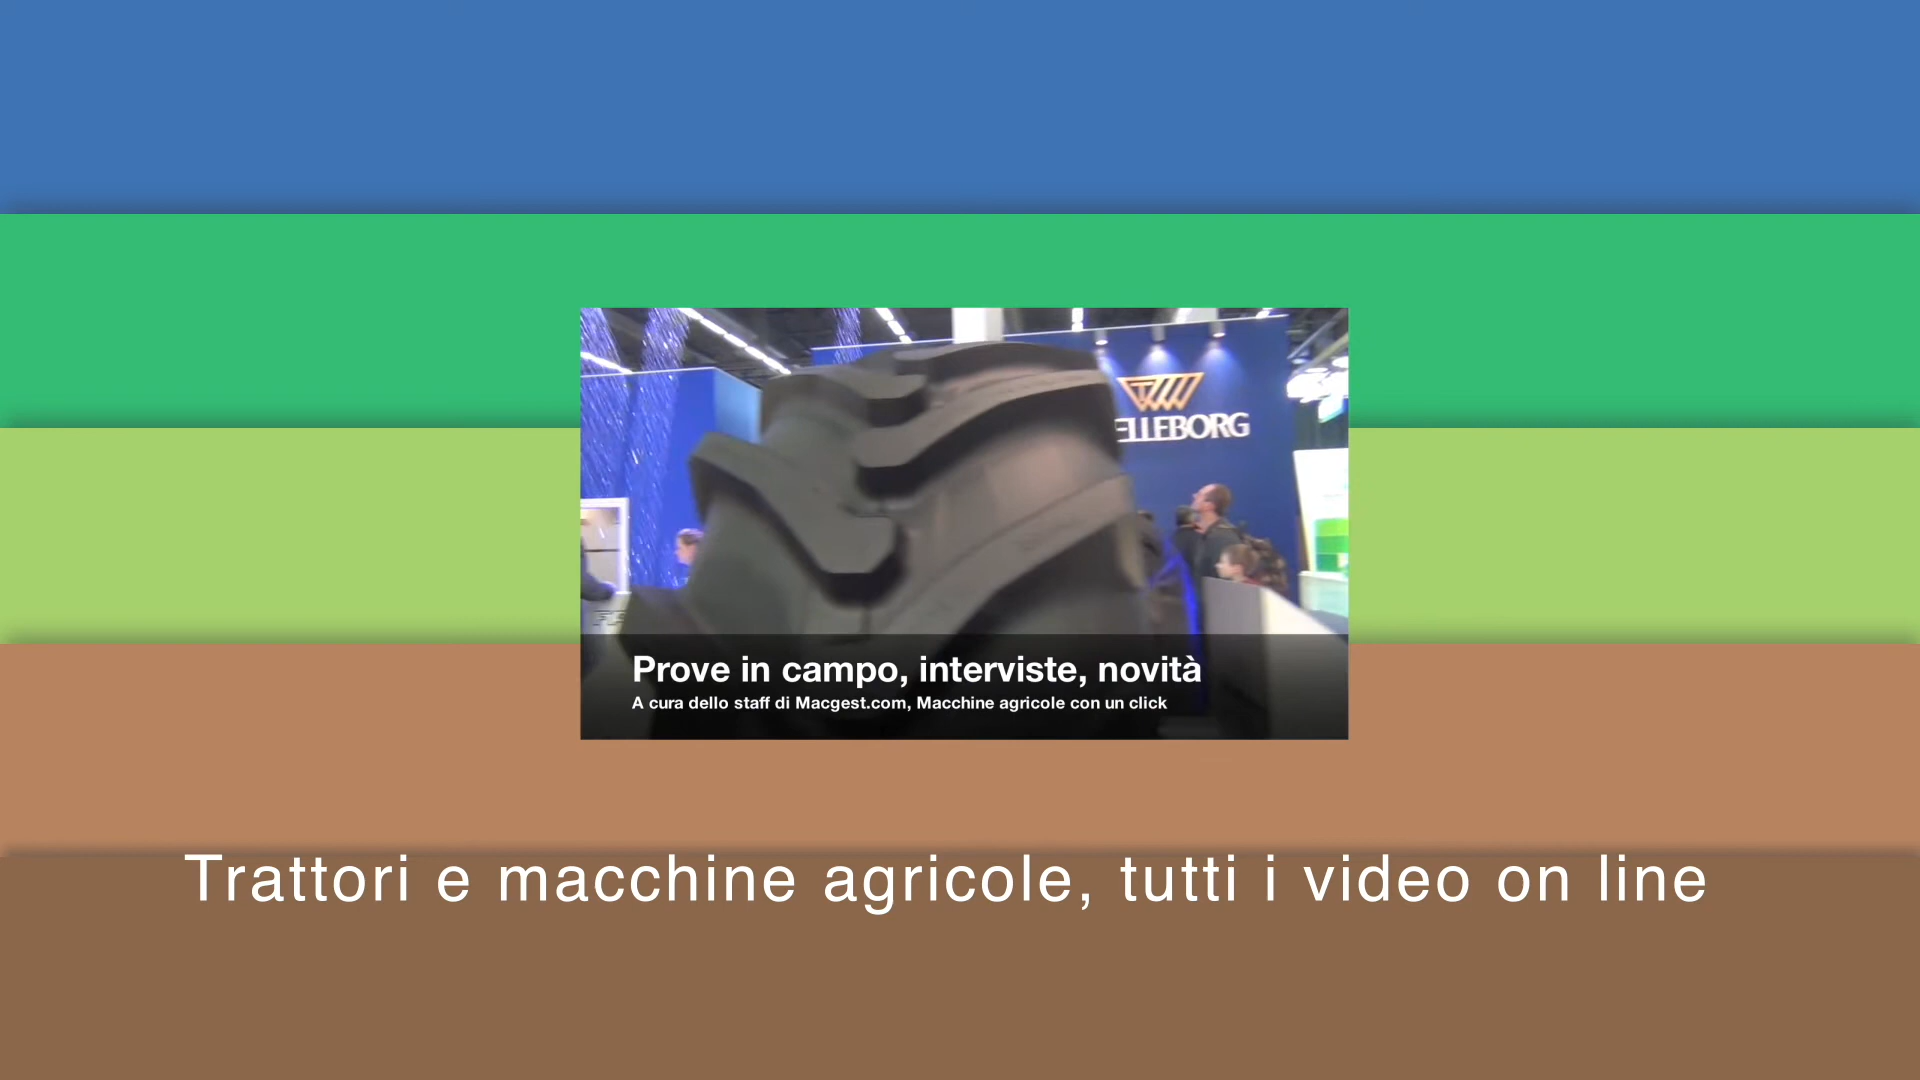 ELLEBORG
Prove in campo, interviste, novità
A cura dello staff di Macgest.com, Macchine agricole con un click
Trattori e macchine agricole, tutti i video on line